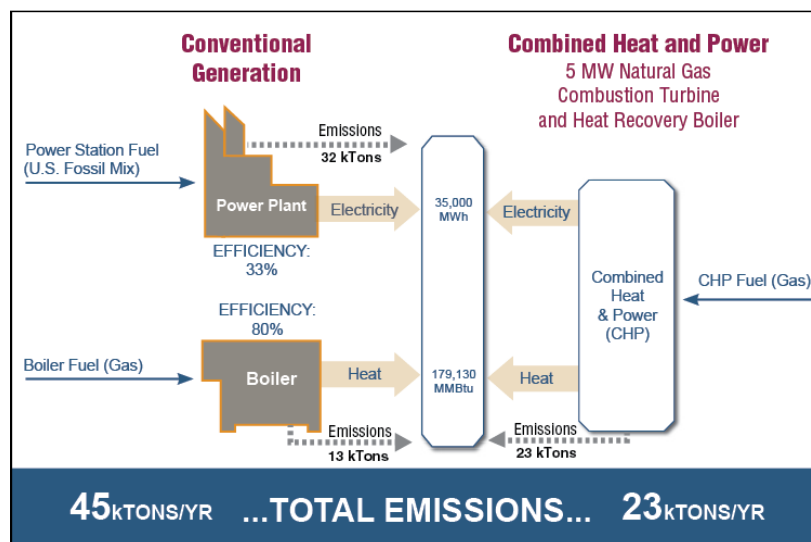 Conventional
Generation
Combined Heat and Power
5 MW Natural Gas
Combustion Turbine
and Heat Recovery Boiler
Power Station Fuel
(U.S. Fossil Mix)
Emissions
32 kTons
Power Plant
Electricity
35,000
MWh
Electricity
EFFICIENCY:
33%
Combined
Heat
& Power
(CHP)
CHP Fuel (Gas)
EFFICIENCY:
80%
Boiler Fuel (Gas)
Boiler
Heat
179,130
MMBtu
Heat
Emissions
13 kTons
Emissions
23 kTons
45kTONS/YR ...TOTAL EMISSIONS... 23kTONS/YR